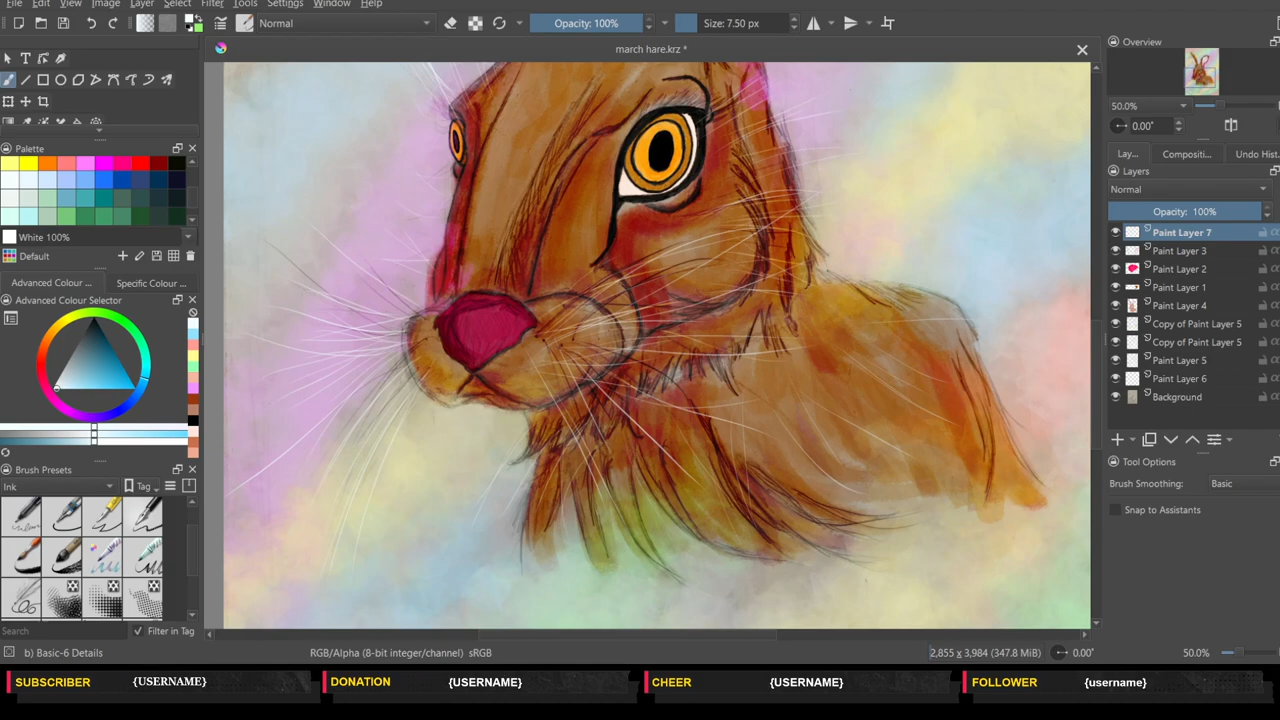 File Edit View Image Layer Select Filter Tools Settings Window Help
Normal Opacity: 100% Size: 7.50 px
march hare.krz *
Overview
50.0%
0.00°
Lay... Compositi... Undo Hist.
Layers
Normal
Opacity: 100%
Paint Layer 7
Paint Layer 3
Paint Layer 2
Paint Layer 1
Paint Layer 4
Copy of Paint Layer 5
Copy of Paint Layer 5
Paint Layer 5
Paint Layer 6
Background
Tool Options
Brush Smoothing: Basic
Snap to Assistants
Palette
White 100%
Default
Advanced Colour ... Specific Colour ...
Advanced Colour Selector
Brush Presets
Ink Tag
Search Filter in Tag
b) Basic-6 Details RGB/Alpha (8-bit integer/channel) sRGB 2,855 x 3,984 (347.8 MiB) 0.00° 50.0%
SUBSCRIBER {USERNAME} DONATION {USERNAME} CHEER {USERNAME} FOLLOWER {username}